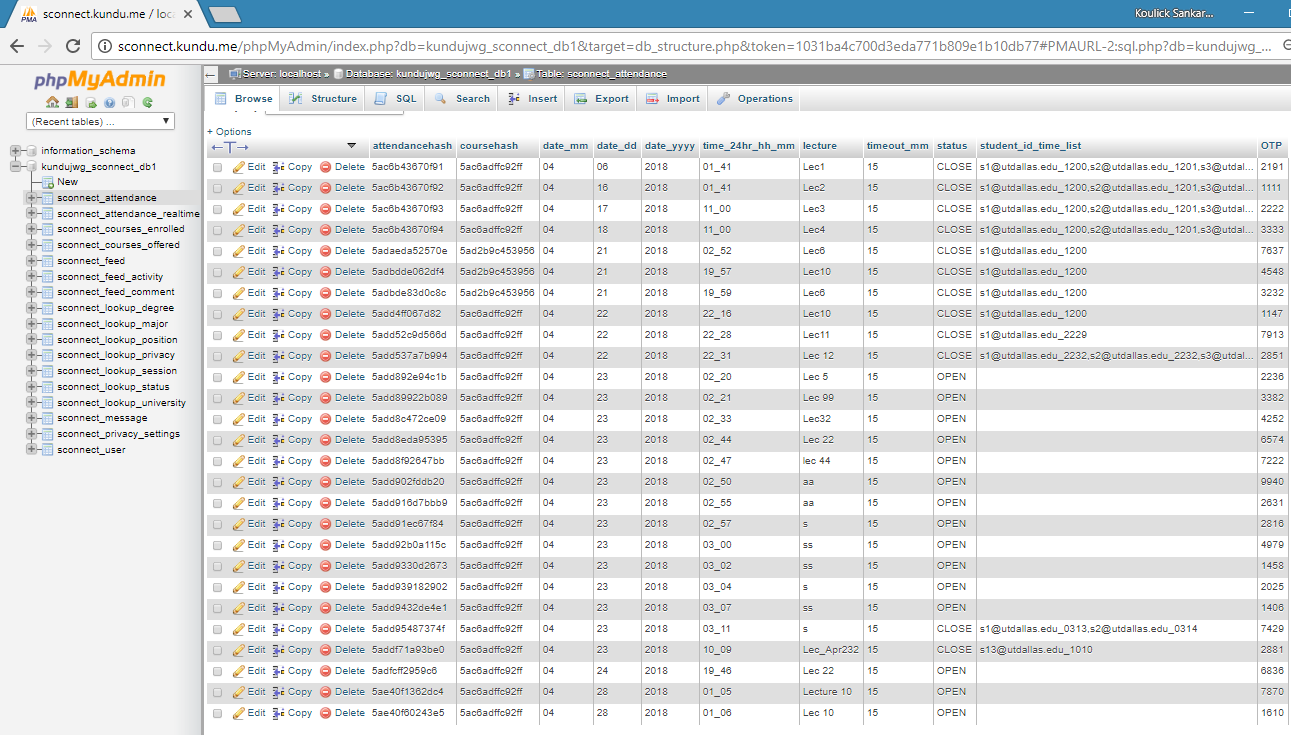 sconnect.kundu.me / loc
Koulick Sankar...
sconnect.kundu.me/phpMyAdmin/index.php?db=kundujwg_sconnect_db1&target=db_structure.php&token=1031ba4c700d3eda771b809e1b10db77#PMAURL-2:sql.php?db=kundujwg_...
phpMyAdmin
(Recent tables) ...
information_schema
kundujwg_sconnect_db1
New
sconnect_attendance
sconnect_attendance_realtime
sconnect_courses_enrolled
sconnect_courses_offered
sconnect_feed
sconnect_feed_activity
sconnect_feed_comment
sconnect_lookup_degree
sconnect_lookup_major
sconnect_lookup_position
sconnect_lookup_privacy
sconnect_lookup_session
sconnect_lookup_status
sconnect_lookup_university
sconnect_message
sconnect_privacy_settings
sconnect_user
Server: localhost » Database: kundujwg_sconnect_db1 » Table: sconnect_attendance
Browse Structure SQL Search Insert Export Import Operations
+ Options
attendancehash coursehash date_mm date_dd date_yyyy time_24hr_hh_mm lecture timeout_mm status student_id_time_list OTP
Edit Copy Delete 5ac6b43670f91 5ac6adffc92ff 04 06 2018 01_41 Lec1 15 CLOSE s1@utdallas.edu_1200,s2@utdallas.edu_1201,s3@utdal... 2191
Edit Copy Delete 5ac6b43670f92 5ac6adffc92ff 04 16 2018 01_41 Lec2 15 CLOSE s1@utdallas.edu_1200,s2@utdallas.edu_1201,s3@utdal... 1111
Edit Copy Delete 5ac6b43670f93 5ac6adffc92ff 04 17 2018 11_00 Lec3 15 CLOSE s1@utdallas.edu_1200,s2@utdallas.edu_1201,s3@utdal... 2222
Edit Copy Delete 5ac6b43670f94 5ac6adffc92ff 04 18 2018 11_00 Lec4 15 CLOSE s1@utdallas.edu_1200,s2@utdallas.edu_1201,s3@utdal... 3333
Edit Copy Delete 5adaeda52570e 5ad2b9c453956 04 21 2018 02_52 Lec6 15 CLOSE s1@utdallas.edu_1200 7637
Edit Copy Delete 5adbdde062df4 5ad2b9c453956 04 21 2018 19_57 Lec10 15 CLOSE s1@utdallas.edu_1200 4548
Edit Copy Delete 5adbde83d0c8c 5ad2b9c453956 04 21 2018 19_59 Lec6 15 CLOSE s1@utdallas.edu_1200 3232
Edit Copy Delete 5add4ff067d82 5ac6adffc92ff 04 22 2018 22_16 Lec10 15 CLOSE s1@utdallas.edu_1200 1147
Edit Copy Delete 5add52c9d566d 5ac6adffc92ff 04 22 2018 22_28 Lec11 15 CLOSE s1@utdallas.edu_2229 7913
Edit Copy Delete 5add537a7b994 5ac6adffc92ff 04 22 2018 22_31 Lec 12 15 CLOSE s1@utdallas.edu_2232,s2@utdallas.edu_2232,s3@utdal... 2851
Edit Copy Delete 5add892e94c1b 5ac6adffc92ff 04 23 2018 02_20 Lec 5 15 OPEN 2236
Edit Copy Delete 5add89922b089 5ac6adffc92ff 04 23 2018 02_21 Lec 99 15 OPEN 3382
Edit Copy Delete 5add8c472ce09 5ac6adffc92ff 04 23 2018 02_33 Lec32 15 OPEN 4252
Edit Copy Delete 5add8eda95395 5ac6adffc92ff 04 23 2018 02_44 Lec 22 15 OPEN 6574
Edit Copy Delete 5add8f92647bb 5ac6adffc92ff 04 23 2018 02_47 lec 44 15 OPEN 7222
Edit Copy Delete 5add902fddb20 5ac6adffc92ff 04 23 2018 02_50 aa 15 OPEN 9940
Edit Copy Delete 5add916d7bbb9 5ac6adffc92ff 04 23 2018 02_55 aa 15 OPEN 2631
Edit Copy Delete 5add91ec67f84 5ac6adffc92ff 04 23 2018 02_57 s 15 OPEN 2816
Edit Copy Delete 5add92b0a115c 5ac6adffc92ff 04 23 2018 03_00 ss 15 OPEN 4979
Edit Copy Delete 5add9330d2673 5ac6adffc92ff 04 23 2018 03_02 ss 15 OPEN 1458
Edit Copy Delete 5add939182902 5ac6adffc92ff 04 23 2018 03_04 s 15 OPEN 2025
Edit Copy Delete 5add9432de4e1 5ac6adffc92ff 04 23 2018 03_07 ss 15 OPEN 1406
Edit Copy Delete 5add95487374f 5ac6adffc92ff 04 23 2018 03_11 s 15 CLOSE s1@utdallas.edu_0313,s2@utdallas.edu_0314 7429
Edit Copy Delete 5addf71a93be0 5ac6adffc92ff 04 23 2018 10_09 Lec_Apr232 15 CLOSE s13@utdallas.edu_1010 2881
Edit Copy Delete 5adfcff2959c6 5ac6adffc92ff 04 24 2018 19_46 Lec 22 15 OPEN 6836
Edit Copy Delete 5ae40f1362dc4 5ac6adffc92ff 04 28 2018 01_05 Lecture 10 15 OPEN 7870
Edit Copy Delete 5ae40f60243e5 5ac6adffc92ff 04 28 2018 01_06 Lec 10 15 OPEN 1610